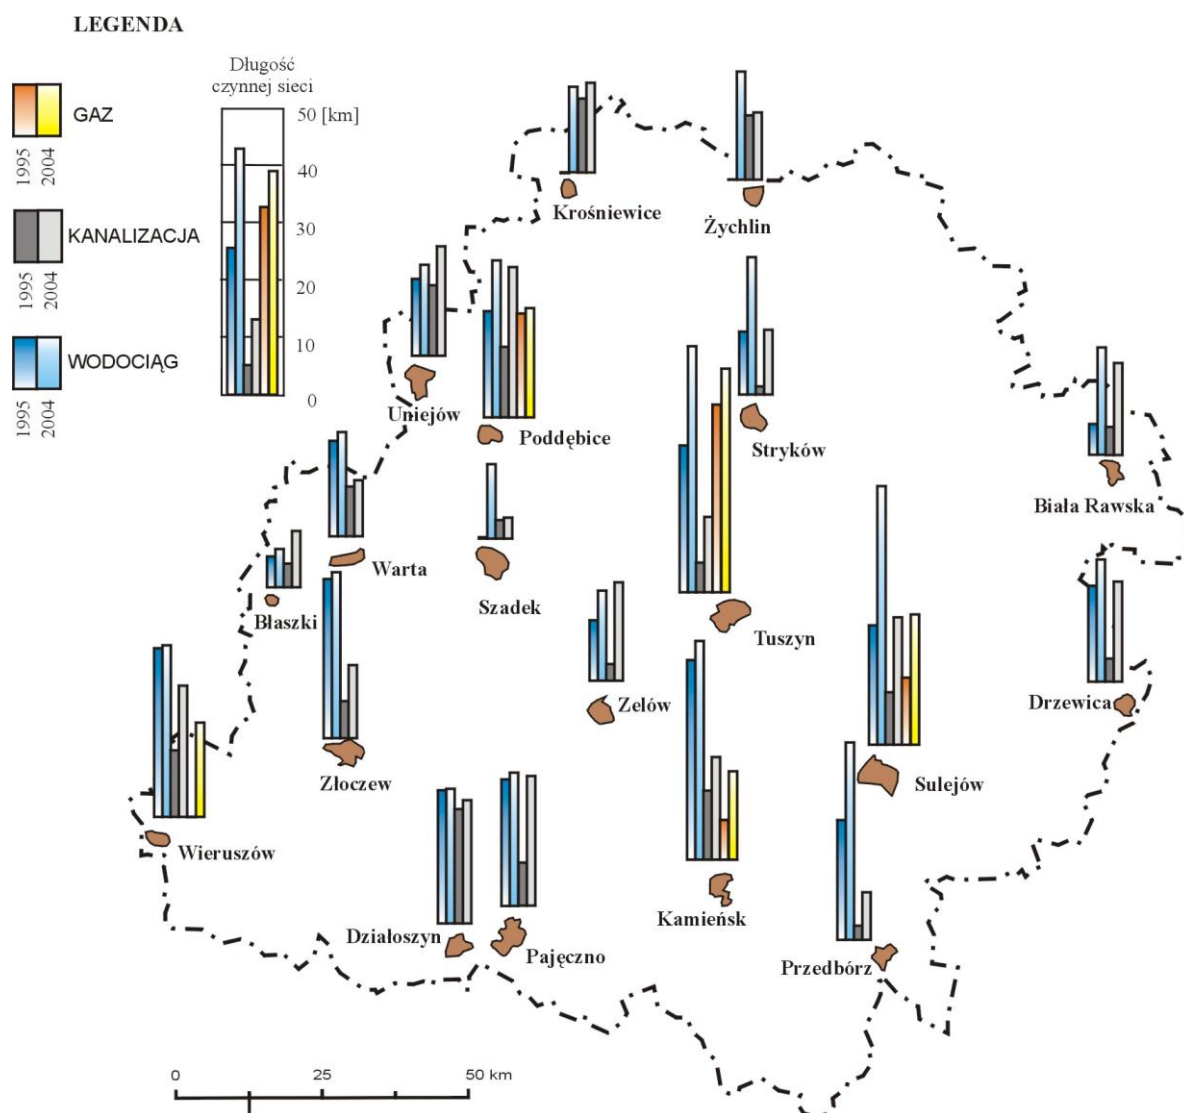 LEGENDA
GAZ
1995
2004
KANALIZACJA
1995
2004
WODOCIĄG
1995
2004
Długość
czynnej sieci
50 [km]
40
30
20
10
0
Krośniewice
Żychlin
Uniejów
Poddębice
Stryków
Biała Rawska
Warta
Szadek
Błaszki
Tuszyn
Zelów
Drzewica
Złoczew
Sulejów
Wieruszów
Kamieńsk
Działoszyn
Pajęczno
Przedbórz
0
25
50 km